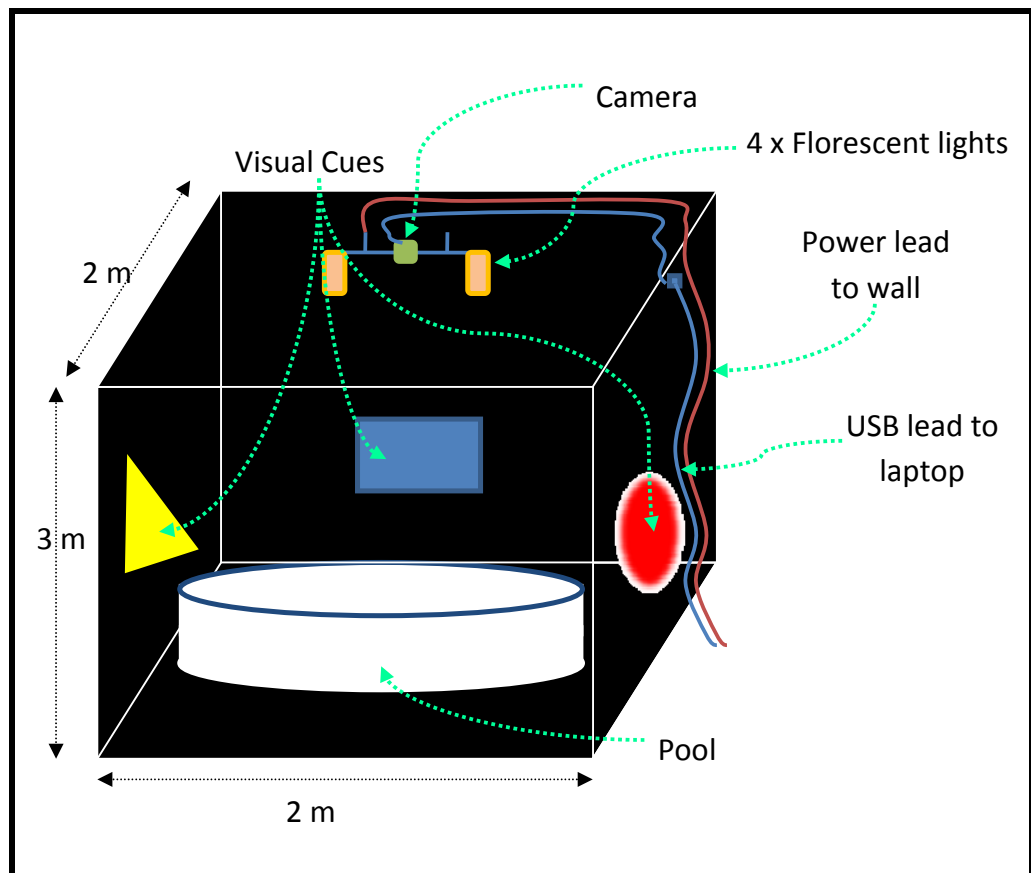 Camera
4 x Florescent lights
Visual Cues
Power lead
to wall
2 m
USB lead to
laptop
3 m
Pool
2 m